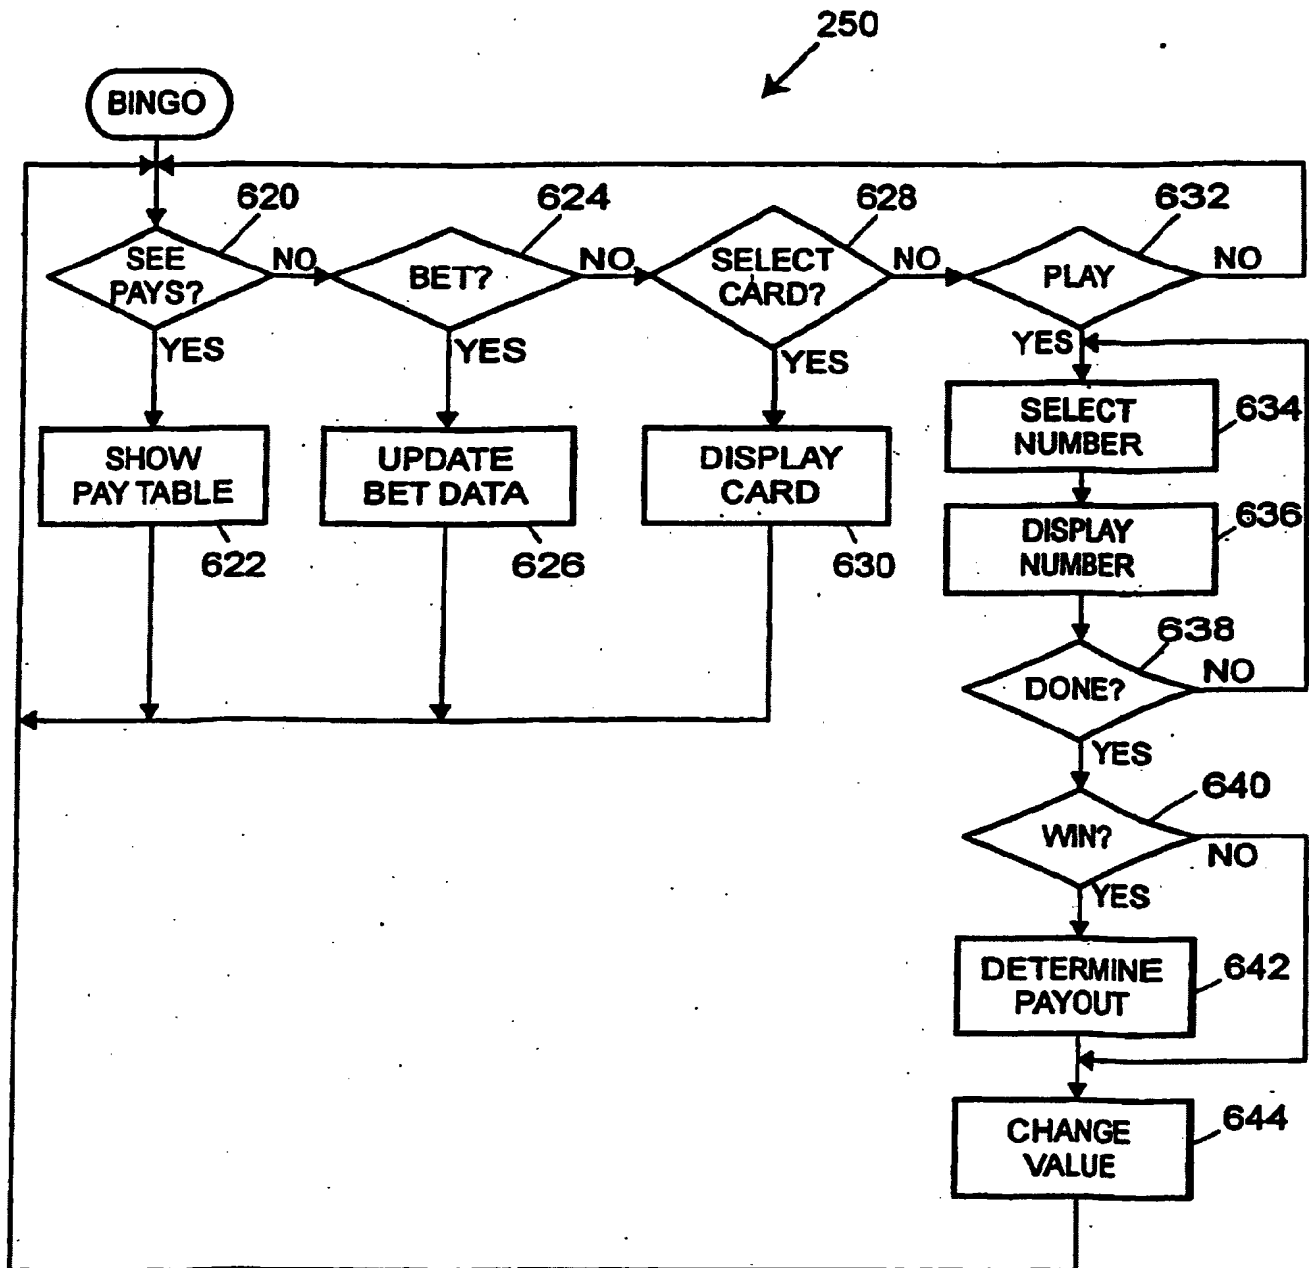 250
BINGO
620
624
628
632
SEE
PAYS?
NO
BET?
NO
SELECT
CARD?
NO
PLAY
NO
YES
YES
YES
YES
SHOW
PAY TABLE
622
UPDATE
BET DATA
626
DISPLAY
CARD
630
SELECT
NUMBER
634
DISPLAY
NUMBER
636
638
DONE?
NO
YES
640
WIN?
NO
YES
DETERMINE
PAYOUT
642
CHANGE
VALUE
644